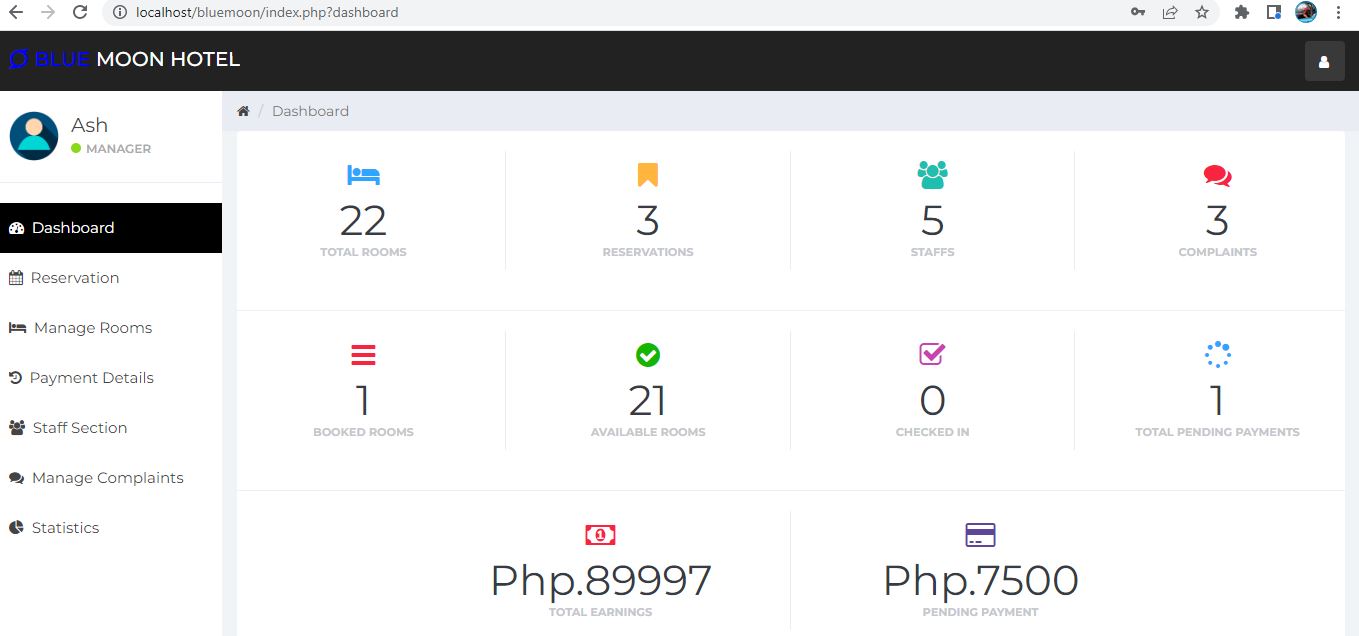 localhost/bluemoon/index.php?dashboard
BLUE MOON HOTEL
Ash
MANAGER
Dashboard
Reservation
Manage Rooms
Payment Details
Staff Section
Manage Complaints
Statistics
/ Dashboard
22
TOTAL ROOMS
3
RESERVATIONS
5
STAFFS
3
COMPLAINTS
1
BOOKED ROOMS
21
AVAILABLE ROOMS
0
CHECKED IN
1
TOTAL PENDING PAYMENTS
Php.89997
TOTAL EARNINGS
Php.7500
PENDING PAYMENT